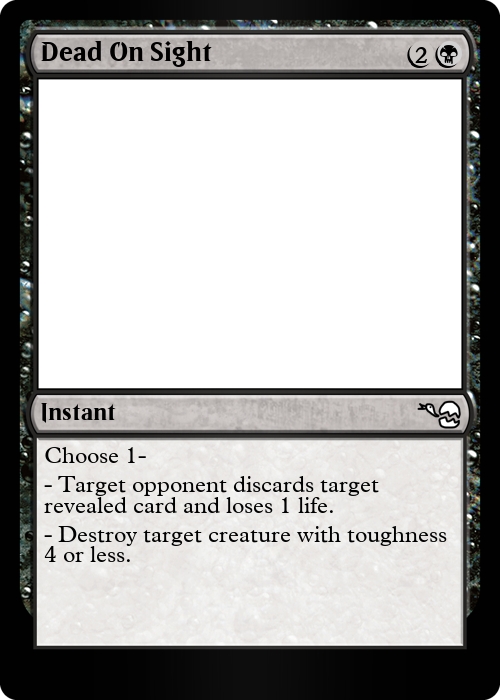 Dead On Sight 2
Instant
Choose 1-
- Target opponent discards target
revealed card and loses 1 life.
- Destroy target creature with toughness
4 or less.